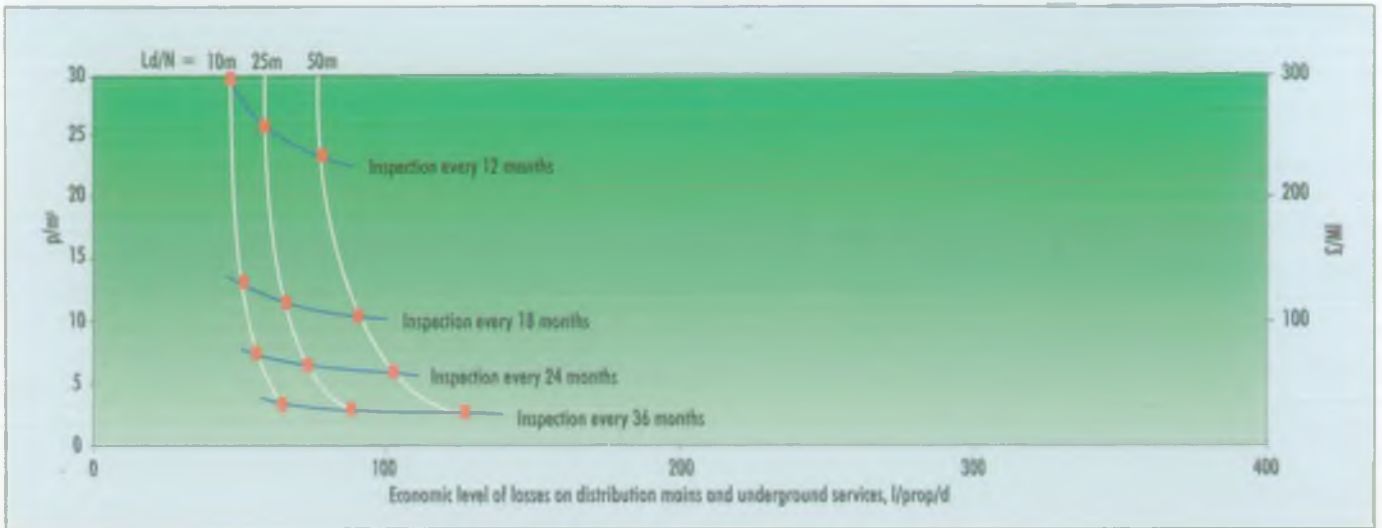 Ld/N = 10m 25m 50m
30
25
20
15
10
5
0
p/m³
300
200
100
£/Ml
Inspection every 12 months
Inspection every 18 months
Inspection every 24 months
Inspection every 36 months
0 100 200 300 400
Economic level of losses on distribution mains and underground services, l/prop/d